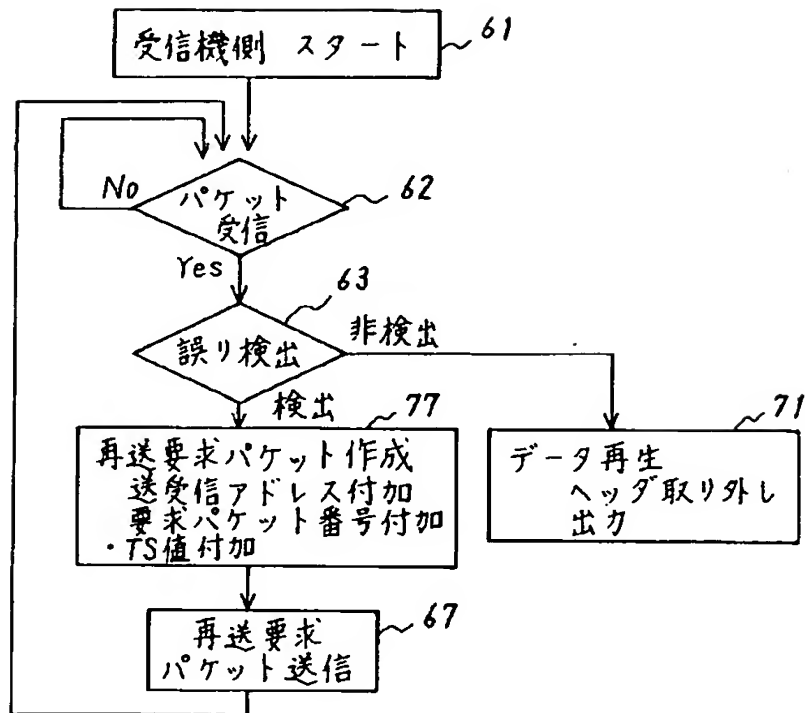 受信機側 スタート
61
No
パケット
受信
62
Yes
63
誤り検出
非検出
検出
77
再送要求パケット作成
送受信アドレス付加
要求パケット番号付加
・TS値付加
71
データ再生
ヘッダ取り外し
出力
再送要求
パケット送信
67